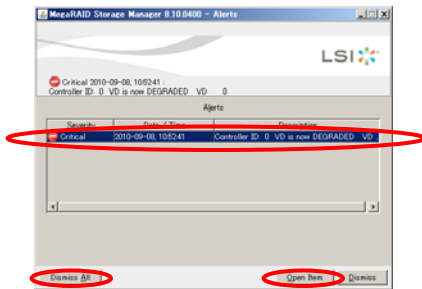 MegaRAID Storage Manager 8.10.0400 - Alerts
LSI
Critical 2010-09-08, 10:52:41 :
Controller ID: 0 VD is now DEGRADED VD 0
Alerts
Severity Date / Time Description
Critical 2010-09-08, 10:52:41 Controller ID: 0 VD is now DEGRADED VD
Dismiss All Open Item Dismiss